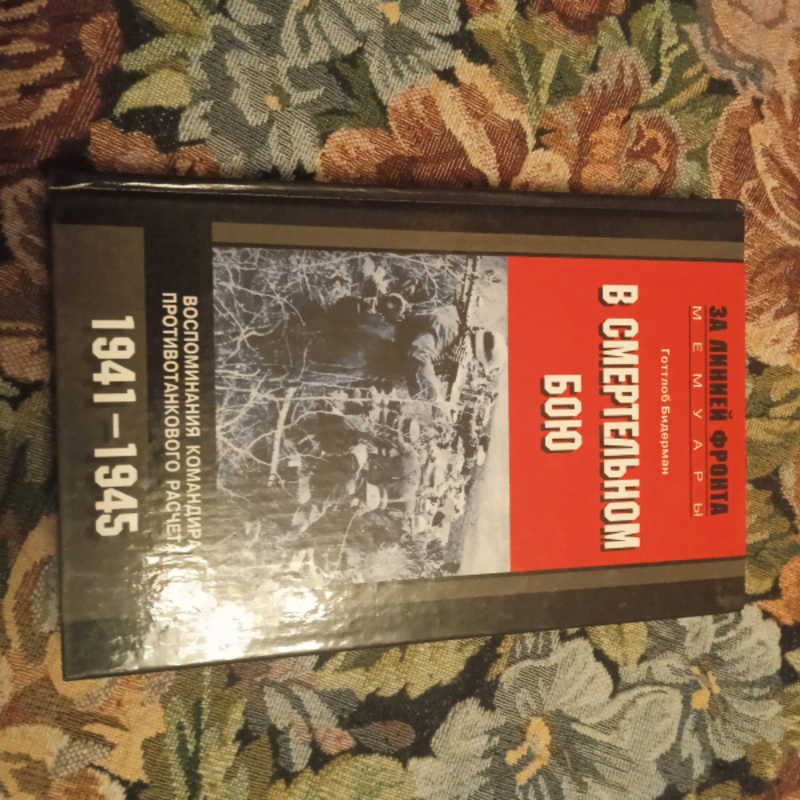 ЗА ЛИНИЕЙ ФРОНТА
МЕМУАРЫ
Готтлоб Бидерман
В СМЕРТЕЛЬНОМ
БОЮ
ВОСПОМИНАНИЯ КОМАНДИРА
ПРОТИВОТАНКОВОГО РАСЧЕТА
1941–1945